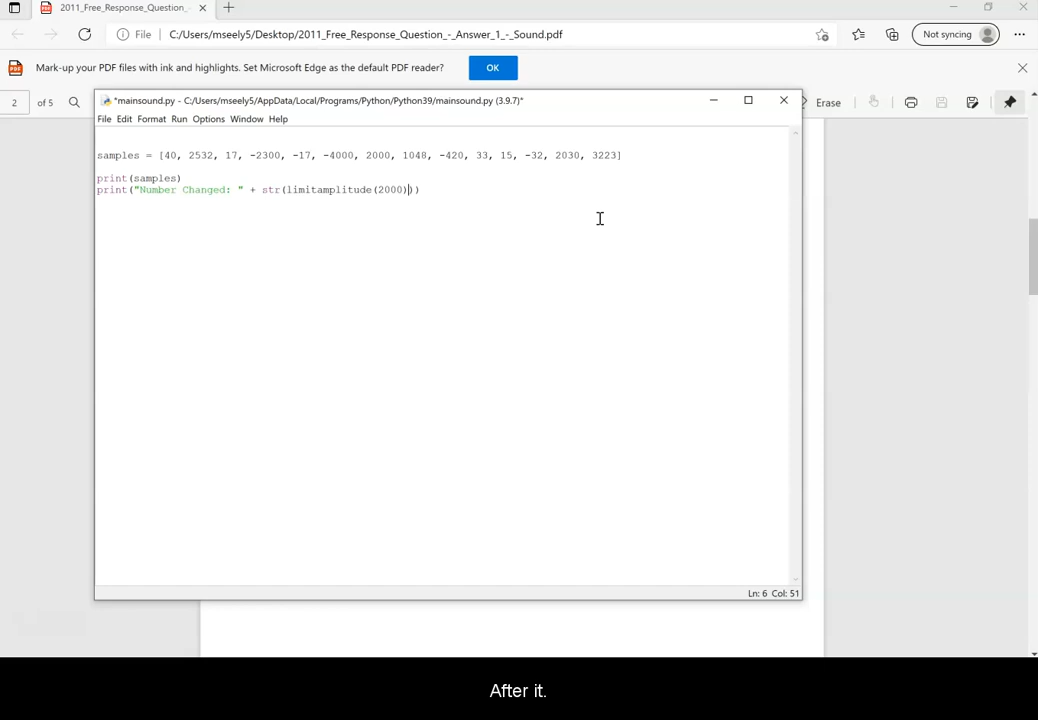 2011_Free_Response_Question_-
File
C:/Users/mseely5/Desktop/2011_Free_Response_Question_-_Answer_1_-_Sound.pdf
Not syncing
Mark-up your PDF files with ink and highlights. Set Microsoft Edge as the default PDF reader?
OK
2 of 5
Erase
*mainsound.py - C:/Users/mseely5/AppData/Local/Programs/Python/Python39/mainsound.py (3.9.7)*
File Edit Format Run Options Window Help
samples = [40, 2532, 17, -2300, -17, -4000, 2000, 1048, -420, 33, 15, -32, 2030, 3223]
print(samples)
print("Number Changed: " + str(limitamplitude(2000)))
Ln: 6 Col: 51
After it.